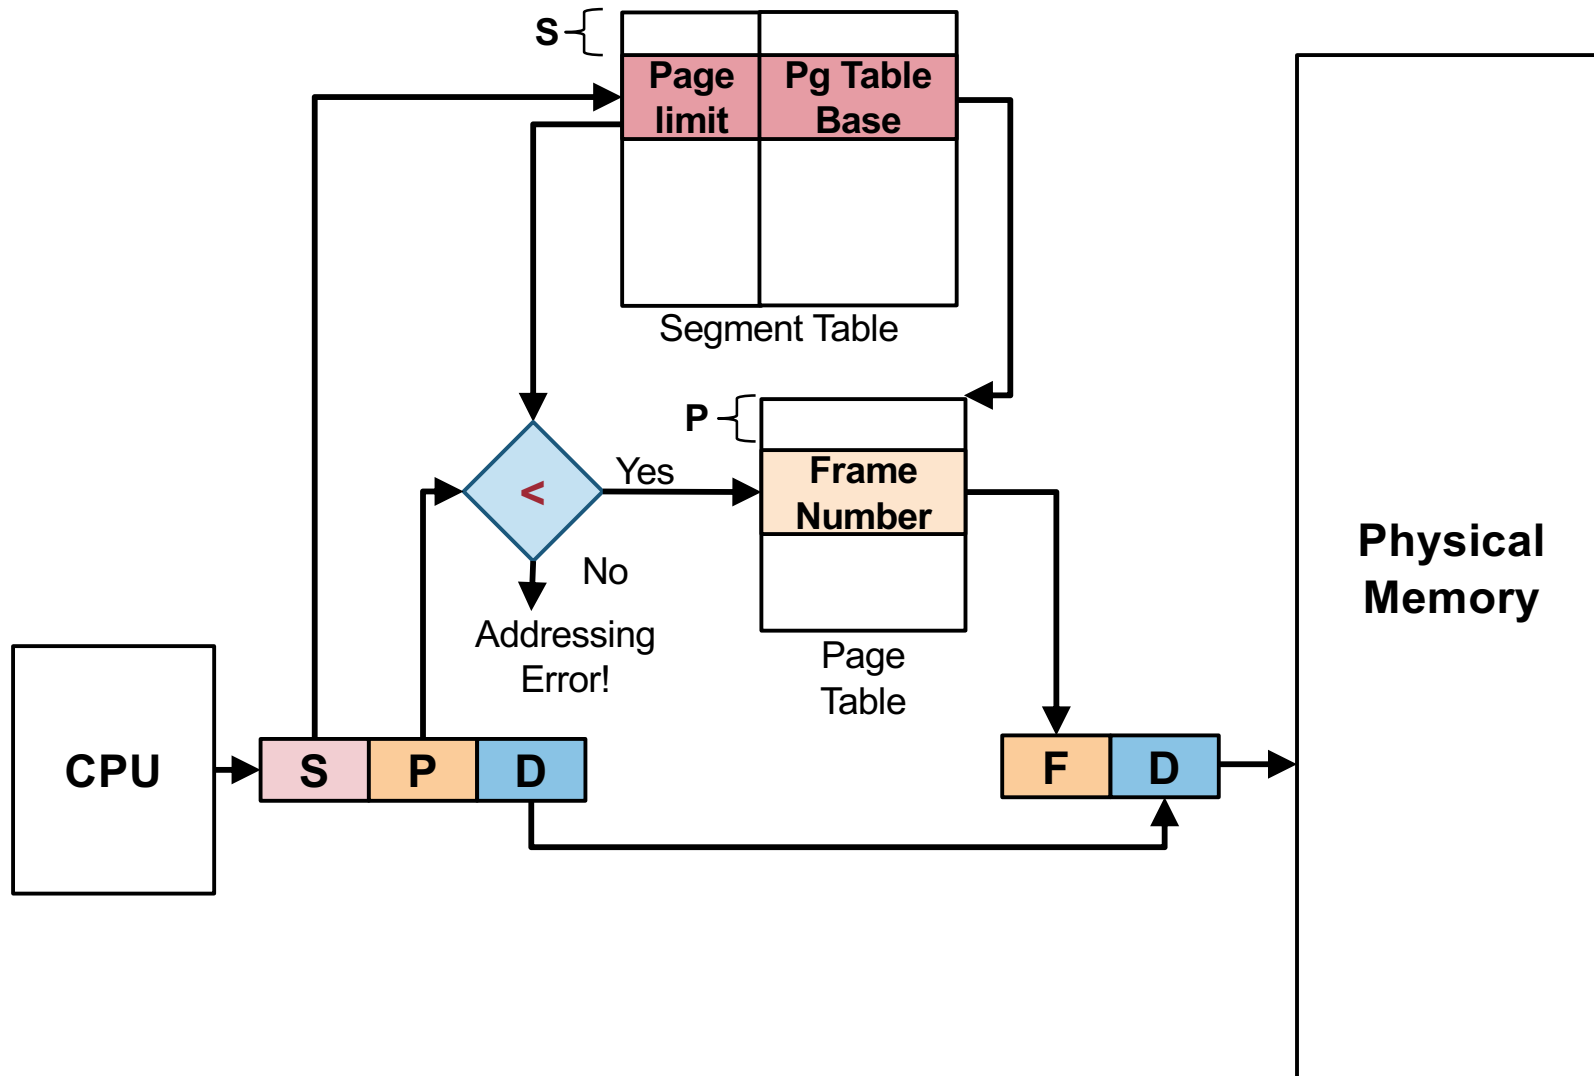 S
Page
limit
Pg Table
Base
Segment Table
P
<
Yes
Frame
Number
No
Addressing
Error!
Page
Table
Physical
Memory
CPU
S
P
D
F
D